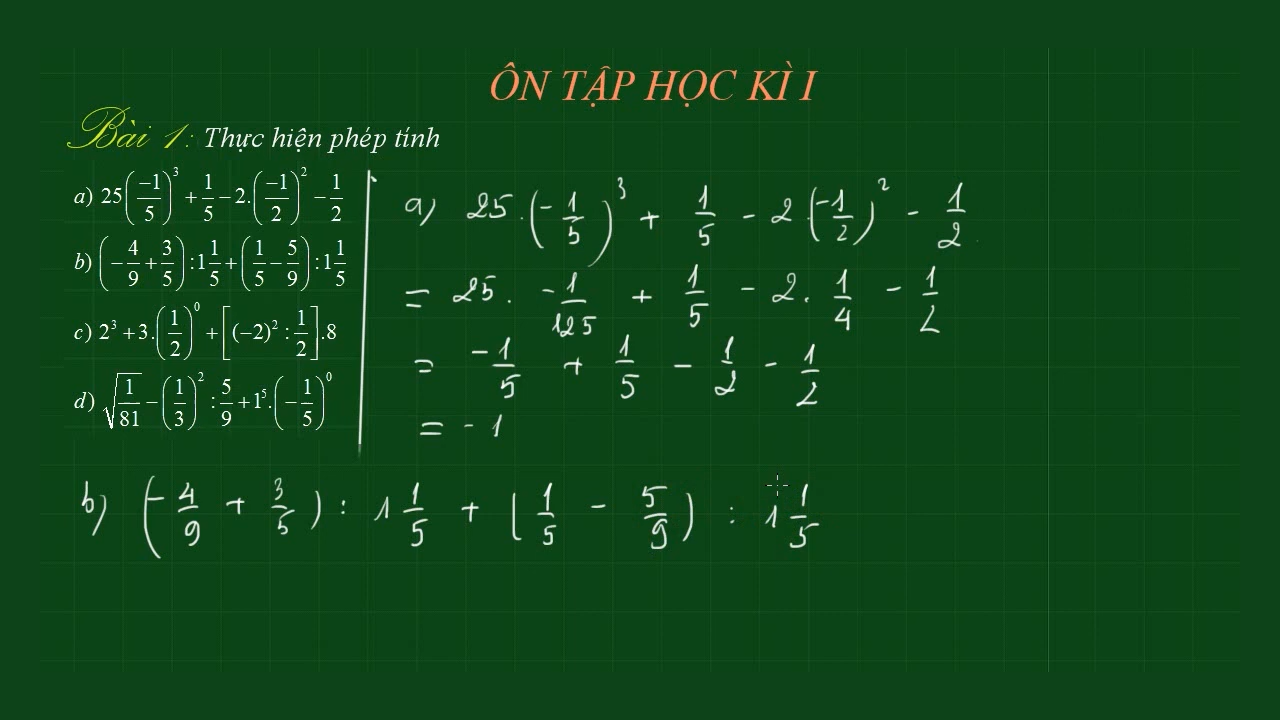 ÔN TẬP HỌC KÌ I
Bài 1: Thực hiện phép tính
a) 25(-1/5)³ + 1/5 - 2.(-1/2)² - 1/2
b) (-4/9 + 3/5) : 1 1/5 + (1/5 - 5/9) : 1 1/5
c) 2³ + 3.(1/2)⁰ + [(-2)² : 1/2].8
d) √(1/81) - (1/3)² : 5/9 + 1⁵.(-1/5)⁰
a) 25.(-1/5)³ + 1/5 - 2.(-1/2)² - 1/2
= 25. -1/125 + 1/5 - 2. 1/4 - 1/2
= -1/5 + 1/5 - 1/2 - 1/2
= -1
b) (-4/9 + 3/5) : 1 1/5 + (1/5 - 5/9) : 1 1/5